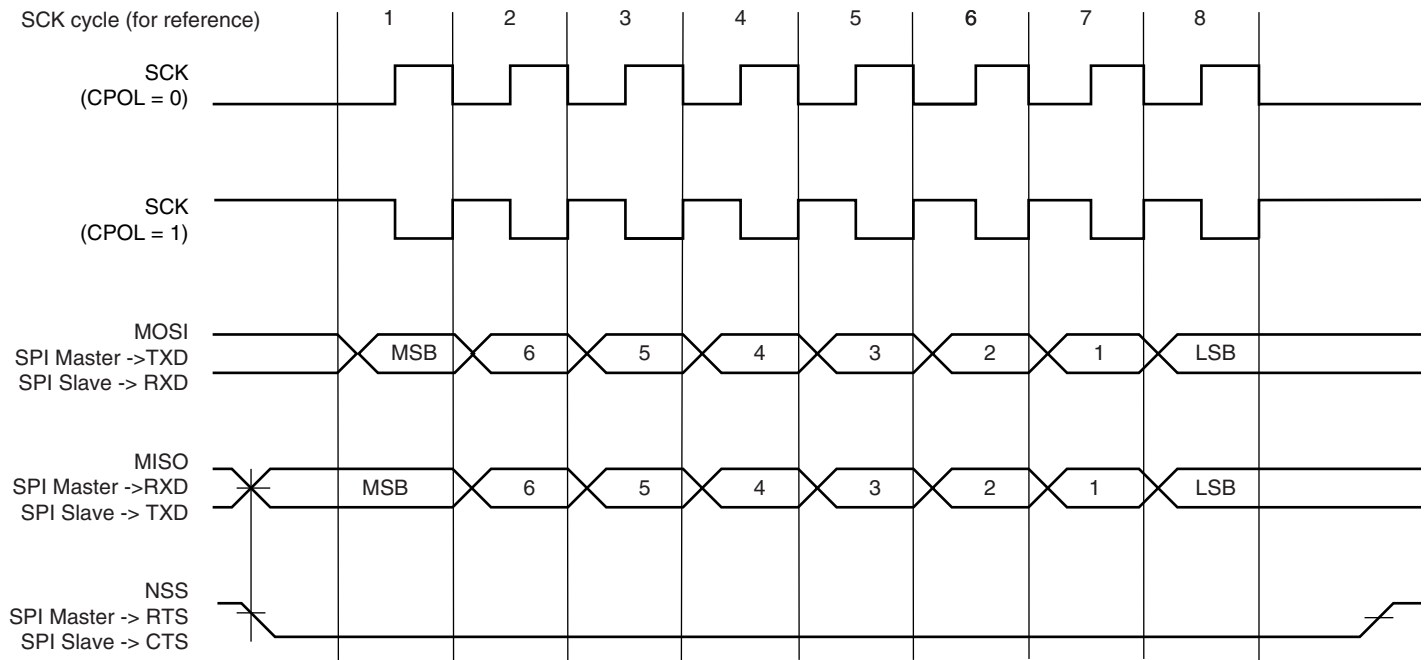 SCK cycle (for reference) 1 2 3 4 5 6 7 8
SCK
(CPOL = 0)
SCK
(CPOL = 1)
MOSI
SPI Master ->TXD
SPI Slave -> RXD
MSB 6 5 4 3 2 1 LSB
MISO
SPI Master ->RXD
SPI Slave -> TXD
MSB 6 5 4 3 2 1 LSB
NSS
SPI Master -> RTS
SPI Slave -> CTS